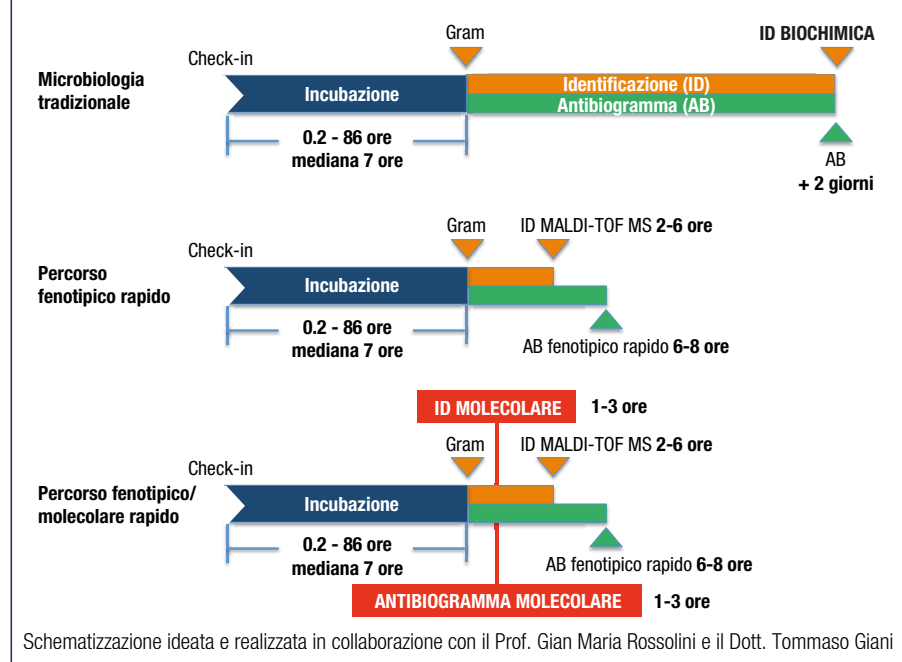 Gram
ID BIOCHIMICA
Check-in
Microbiologia
tradizionale
Incubazione
Identificazione (ID)
Antibiogramma (AB)
0.2 - 86 ore
mediana 7 ore
AB
+ 2 giorni
Gram
ID MALDI-TOF MS 2-6 ore
Check-in
Percorso
fenotipico rapido
Incubazione
0.2 - 86 ore
mediana 7 ore
AB fenotipico rapido 6-8 ore
ID MOLECOLARE
1-3 ore
Gram
ID MALDI-TOF MS 2-6 ore
Check-in
Percorso fenotipico/
molecolare rapido
Incubazione
0.2 - 86 ore
mediana 7 ore
AB fenotipico rapido 6-8 ore
ANTIBIOGRAMMA MOLECOLARE
1-3 ore
Schematizzazione ideata e realizzata in collaborazione con il Prof. Gian Maria Rossolini e il Dott. Tommaso Giani